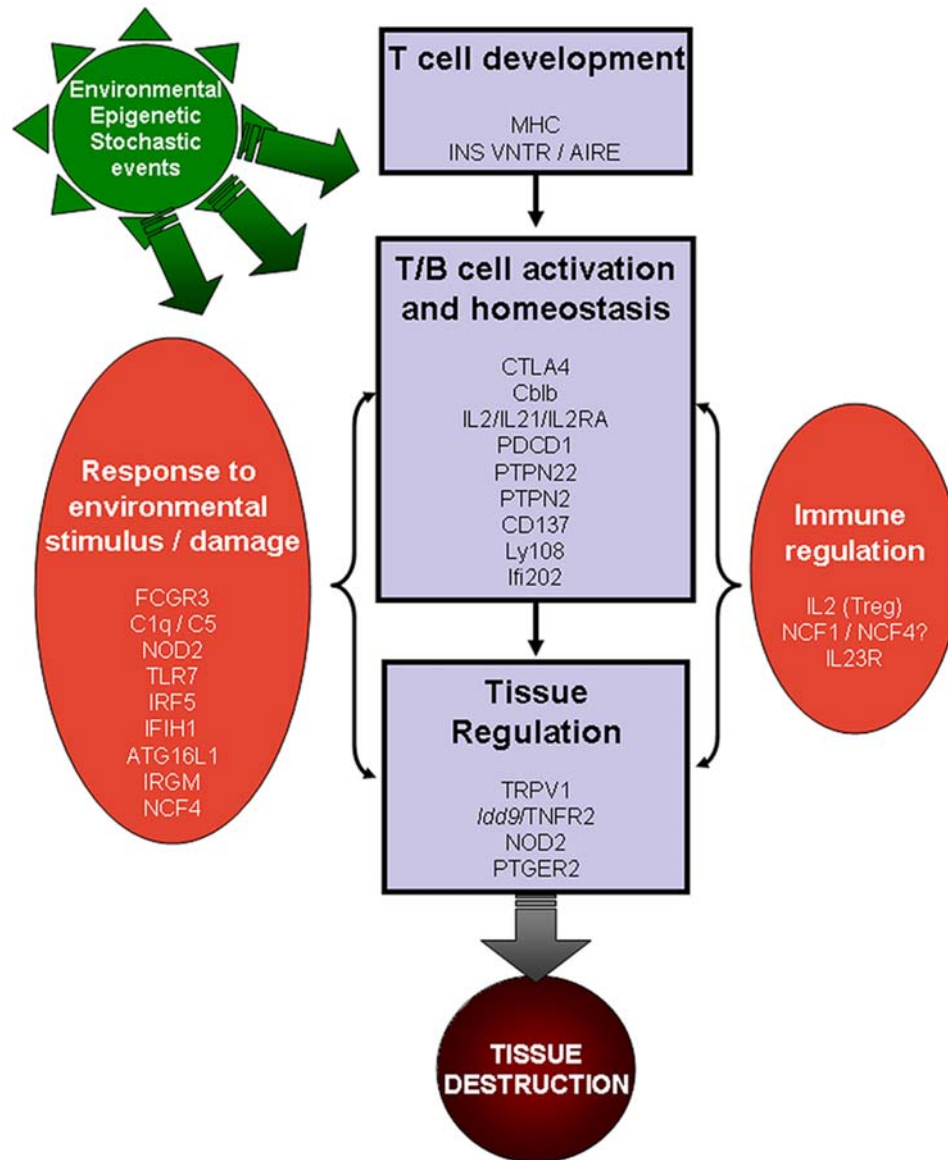 Environmental
Epigenetic
Stochastic
events
T cell development
MHC
INS VNTR / AIRE
T/B cell activation
and homeostasis
CTLA4
Cblb
IL2/IL21/IL2RA
PDCD1
PTPN22
PTPN2
CD137
Ly108
Ifi202
Response to
environmental
stimulus / damage
FCGR3
C1q / C5
NOD2
TLR7
IRF5
IFIH1
ATG16L1
IRGM
NCF4
Immune
regulation
IL2 (Treg)
NCF1 / NCF4?
IL23R
Tissue
Regulation
TRPV1
Idd9/TNFR2
NOD2
PTGER2
TISSUE
DESTRUCTION